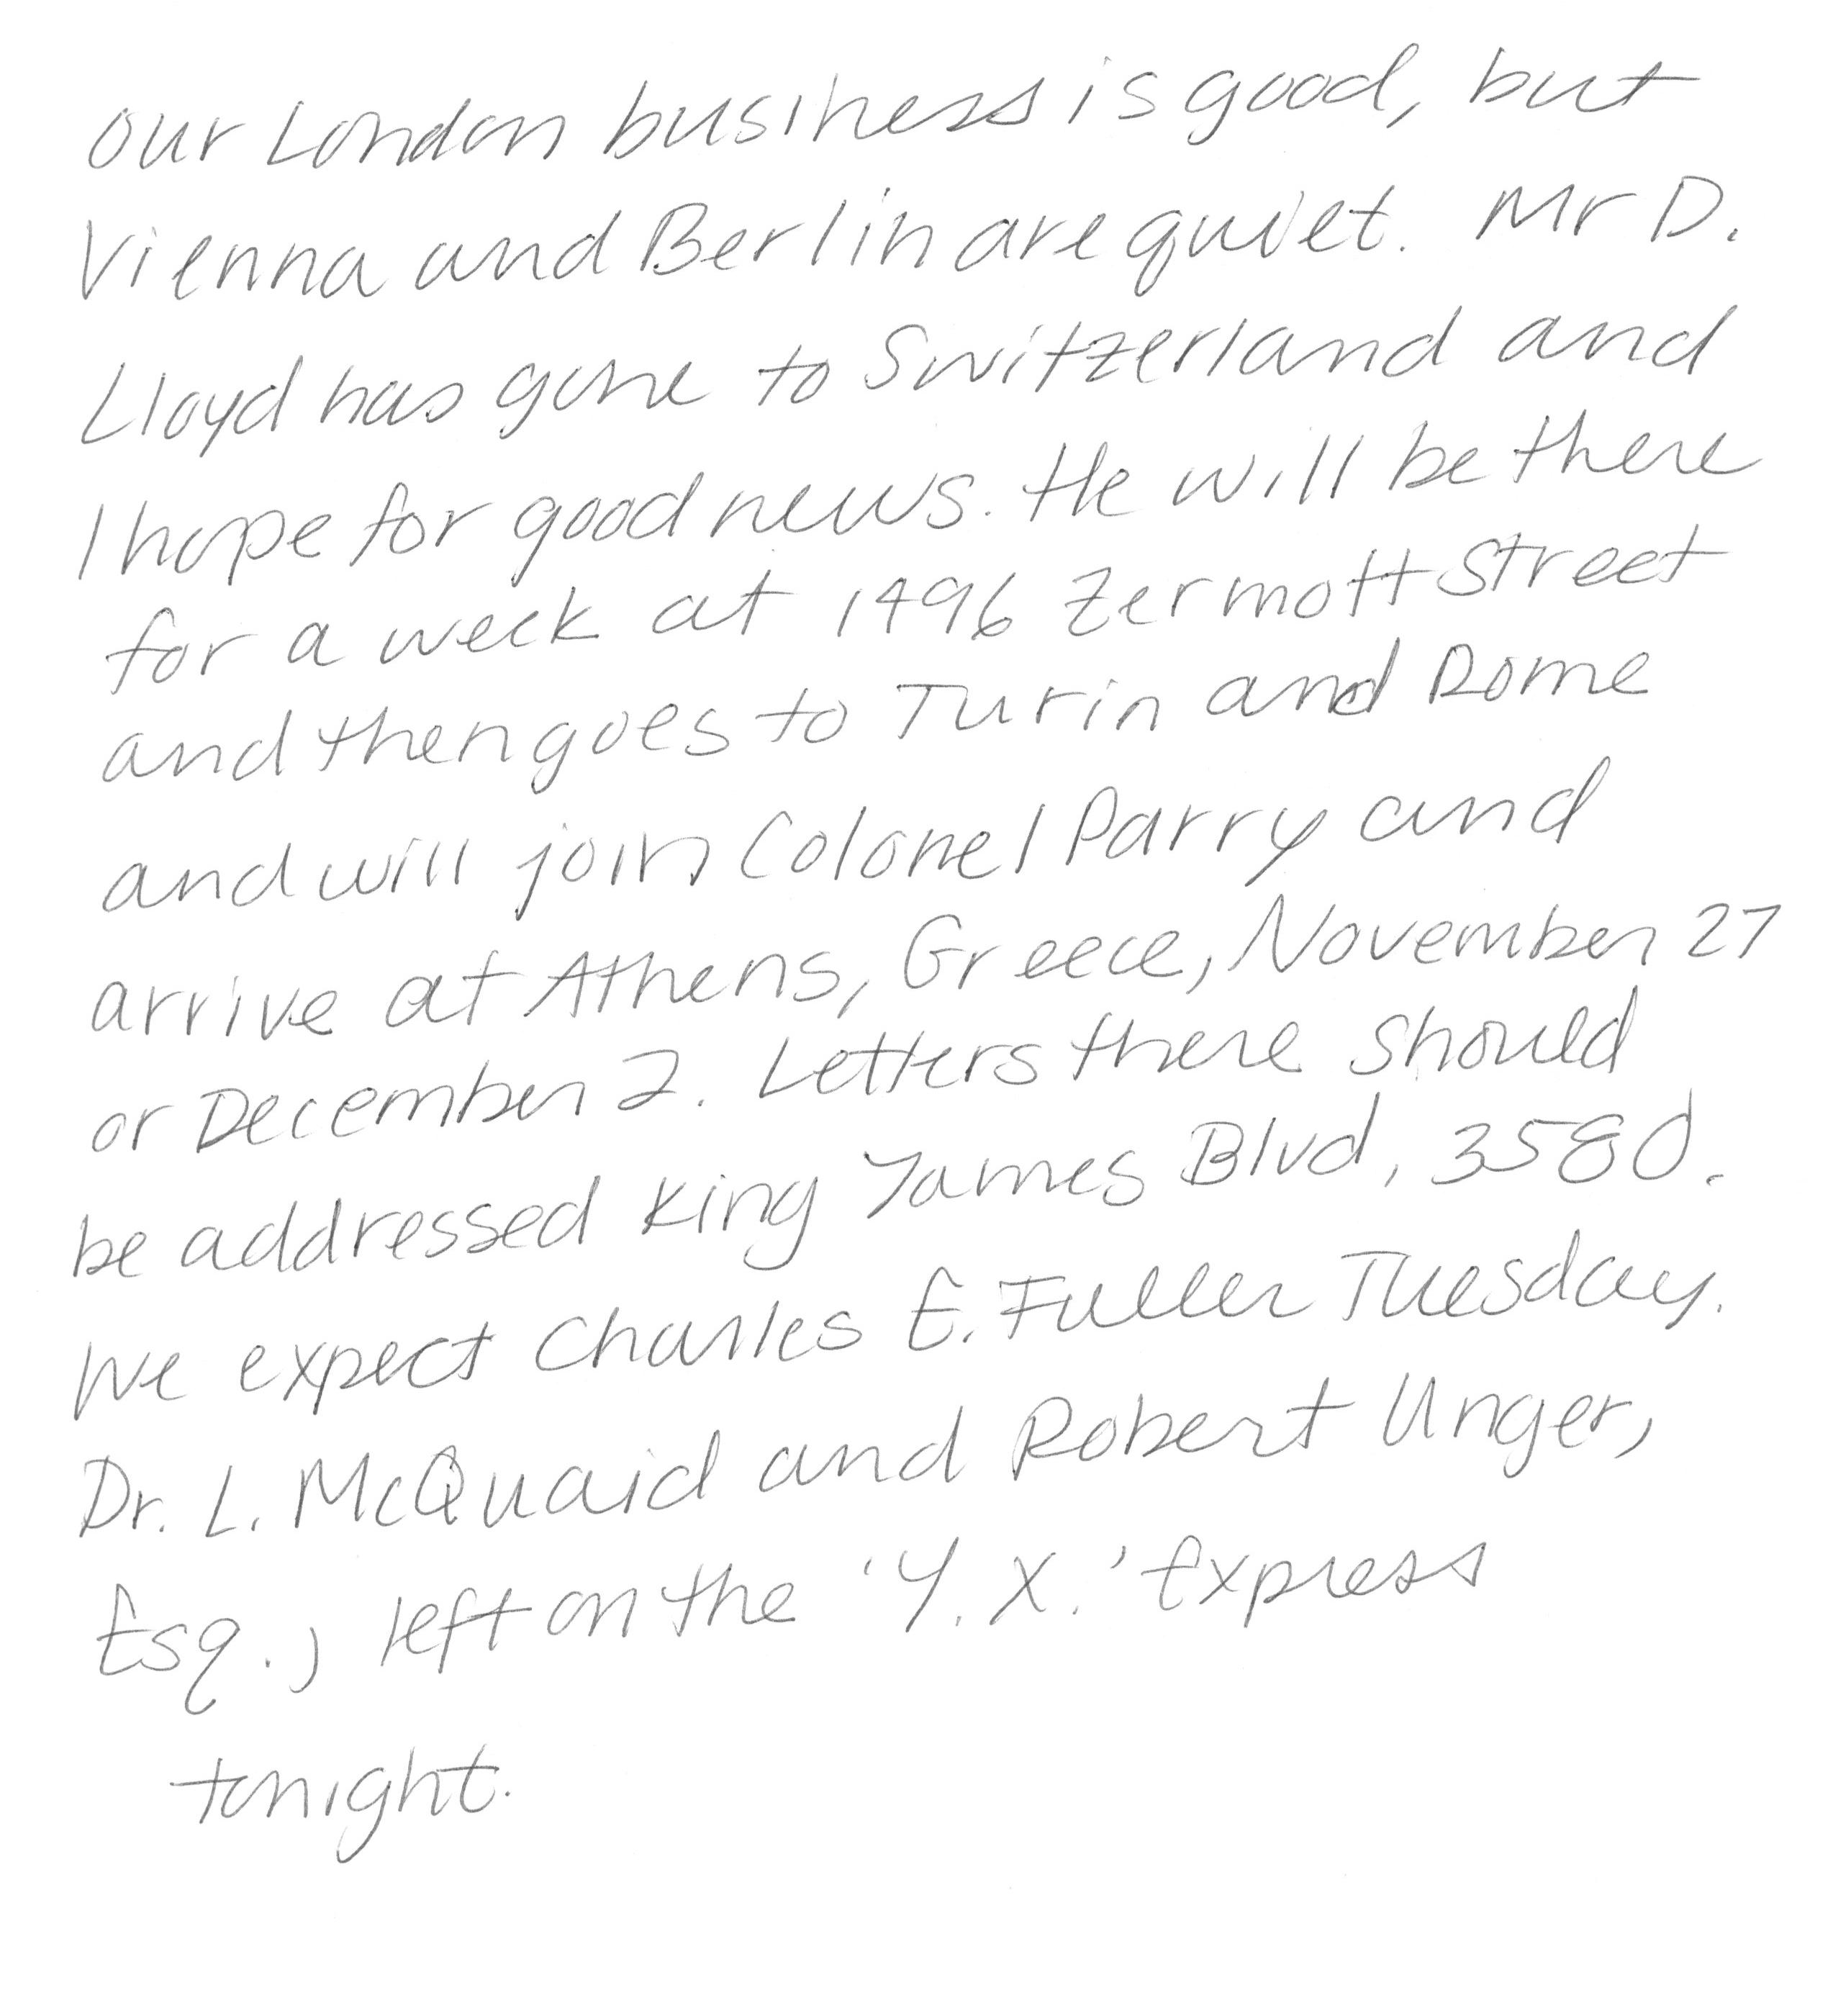 our London business is good, but
Vienna and Berlin are quiet. Mr D.
Lloyd has gone to Switzerland and
I hope for good news. He will be there
for a week at 1496 Zermott Street
and then goes to Turin and Rome
and will join Colonel Parry and
arrive at Athens, Greece, November 27
or December 2. Letters there should
be addressed King James Blvd, 3580.
We expect Charles E. Fuller Tuesday.
Dr. L. McQuaid and Robert Unger,
Esq., left on the 'Y. X.' Express
tonight.